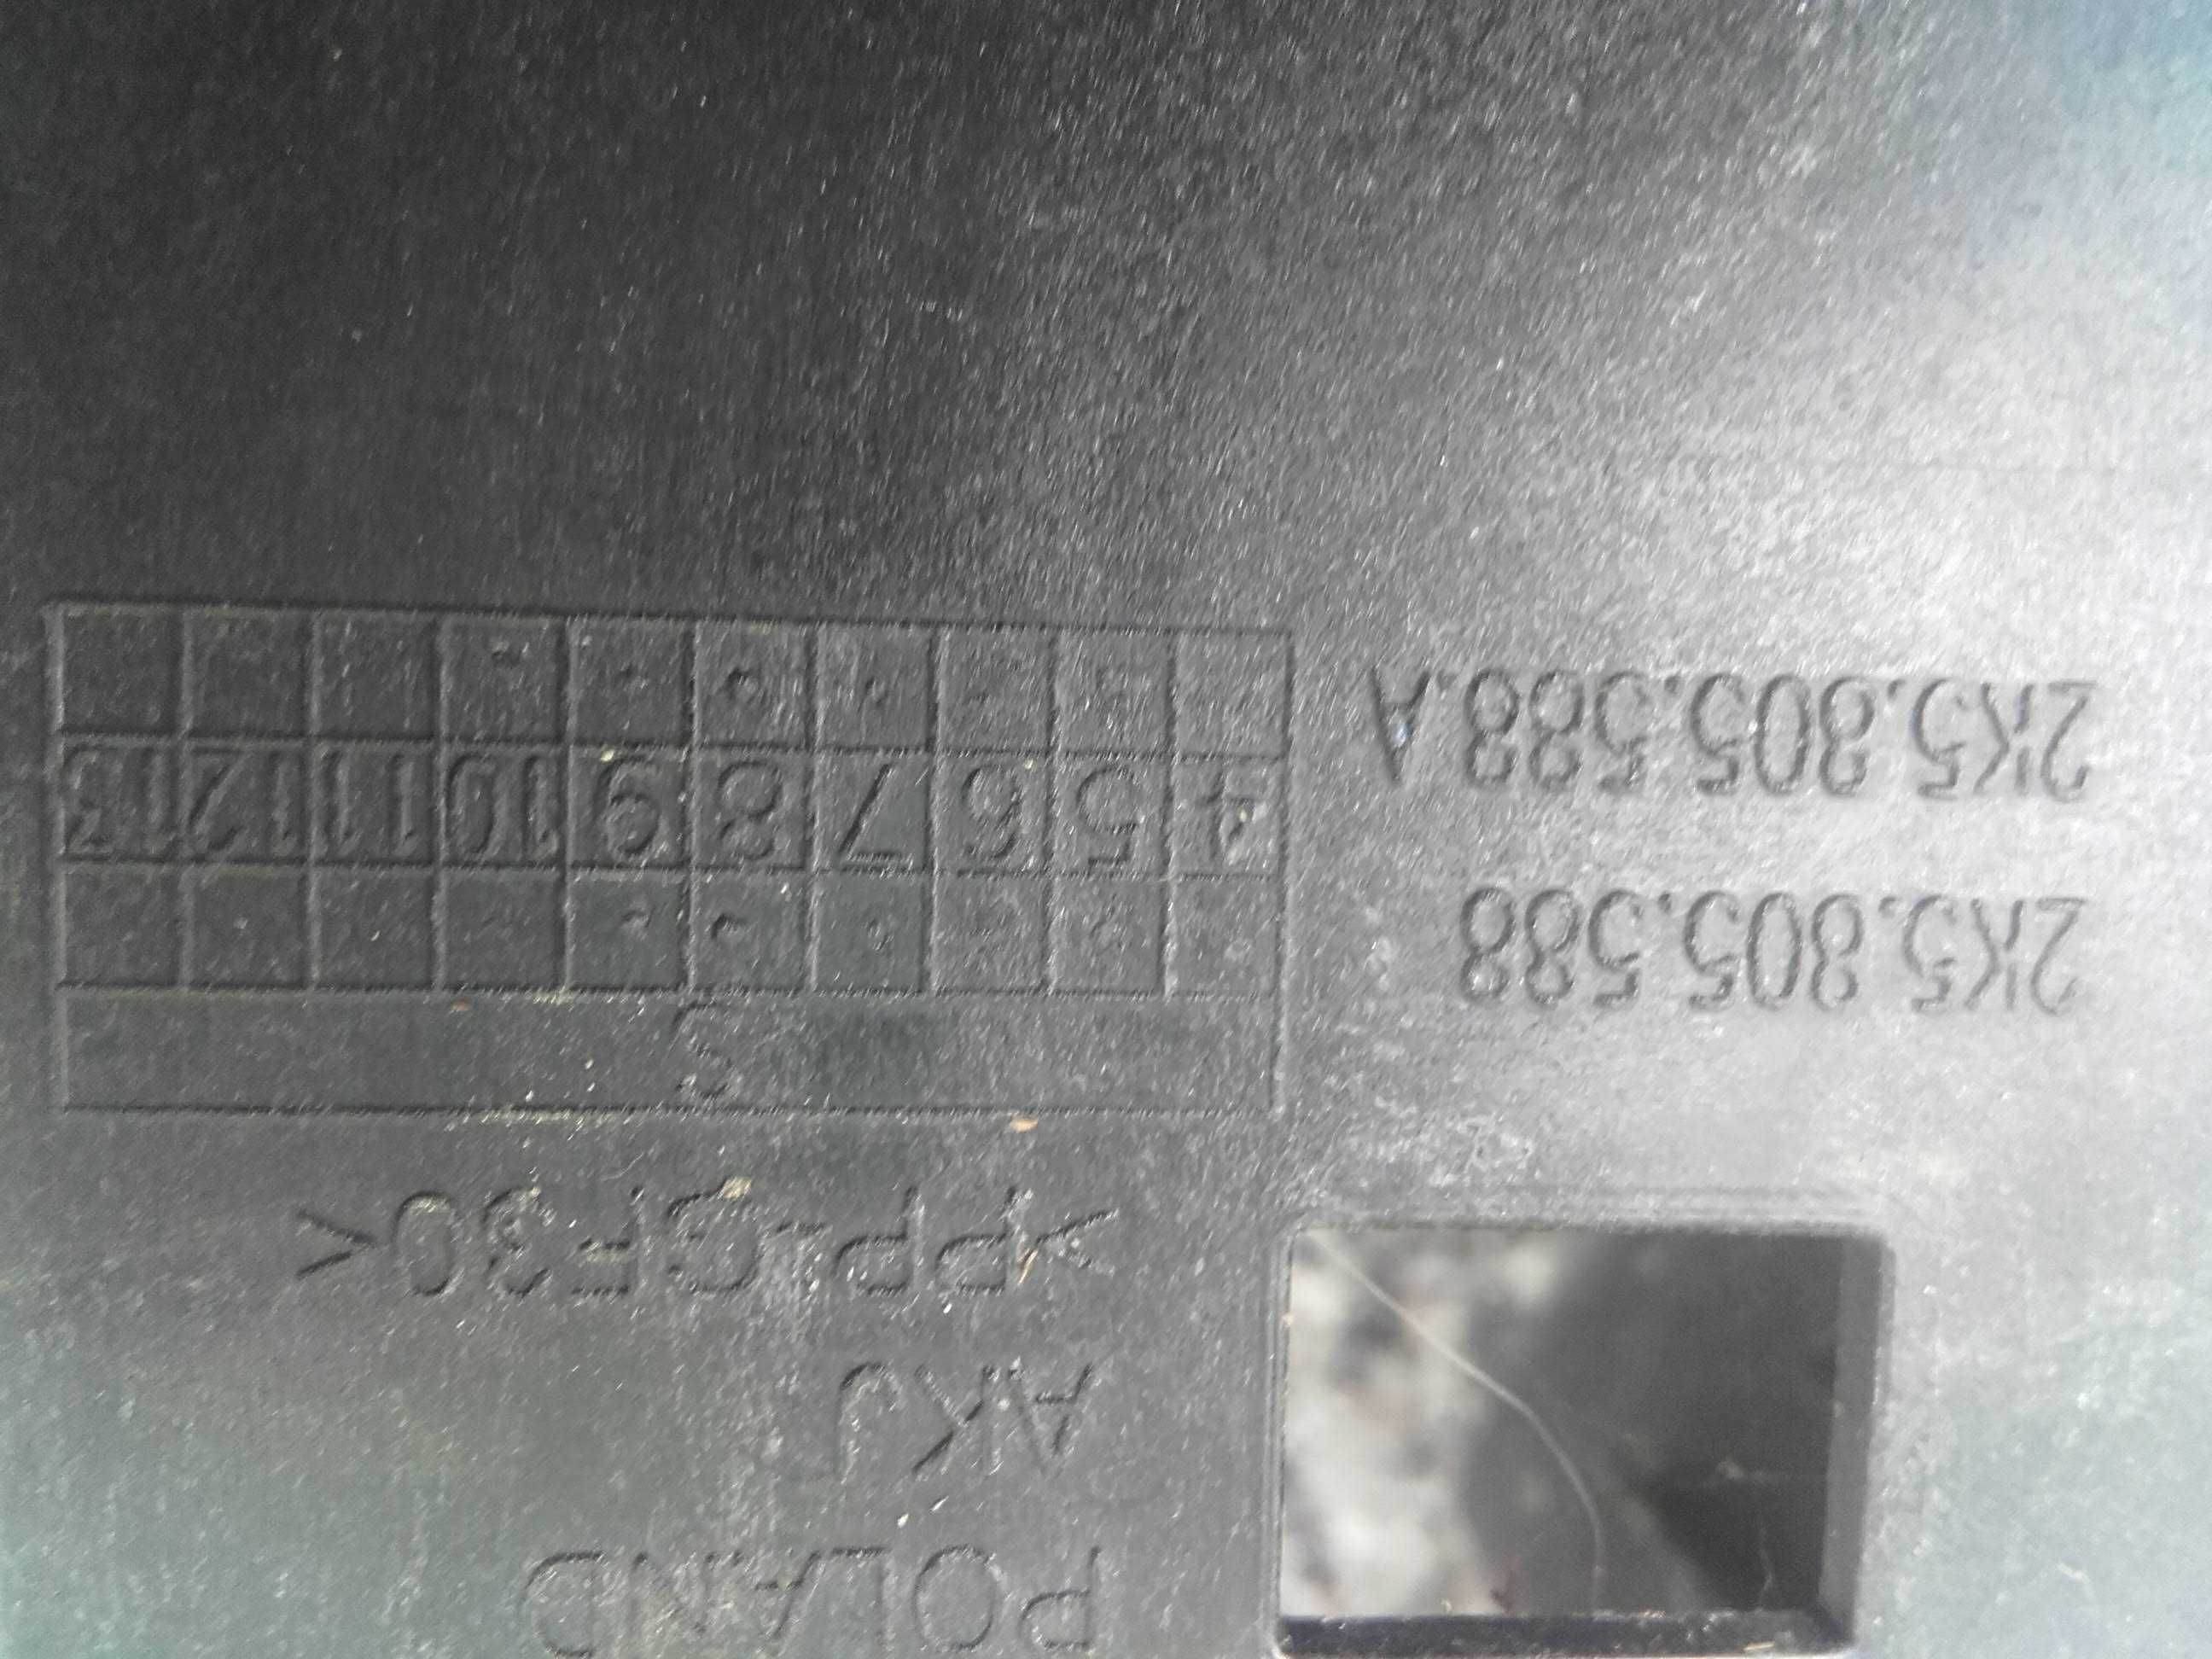 POLAND
AKJ
>PP-GF30<
2K5.805.588
2K5.805.588.A
4 5 6 7 8 9 10 11 12 13